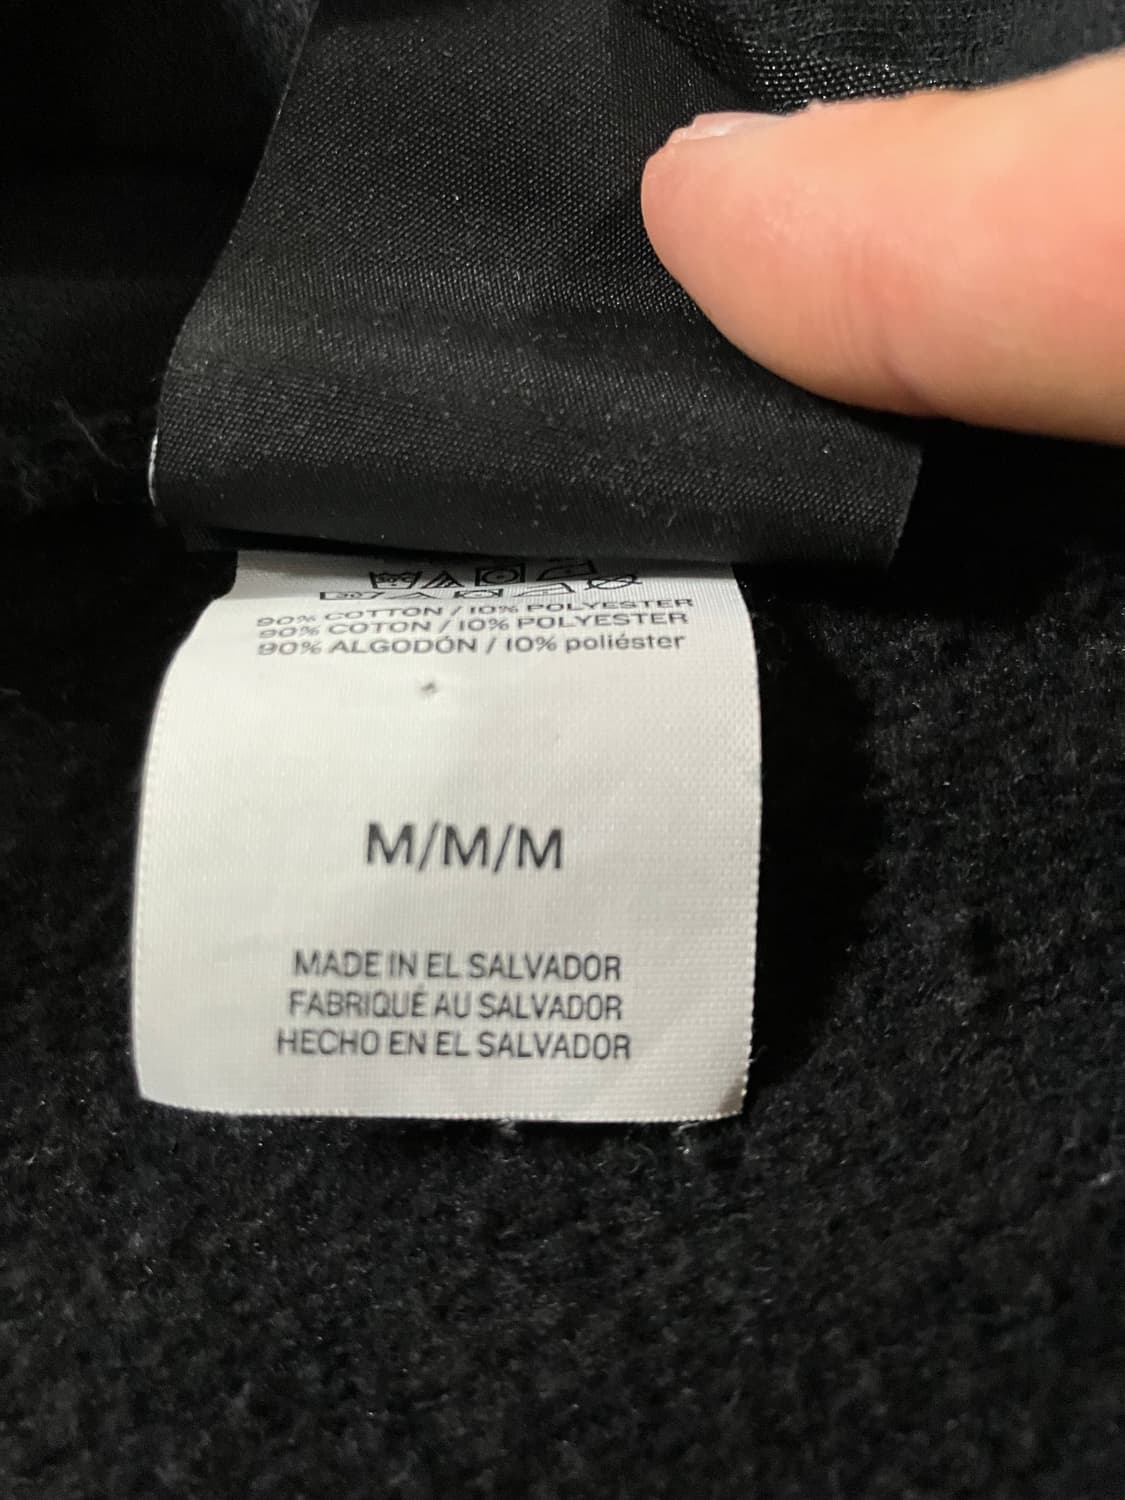 90% COTTON / 10% POLYESTER
90% COTON / 10% POLYESTER
90% ALGODÓN / 10% poliéster
M/M/M
MADE IN EL SALVADOR
FABRIQUÉ AU SALVADOR
HECHO EN EL SALVADOR